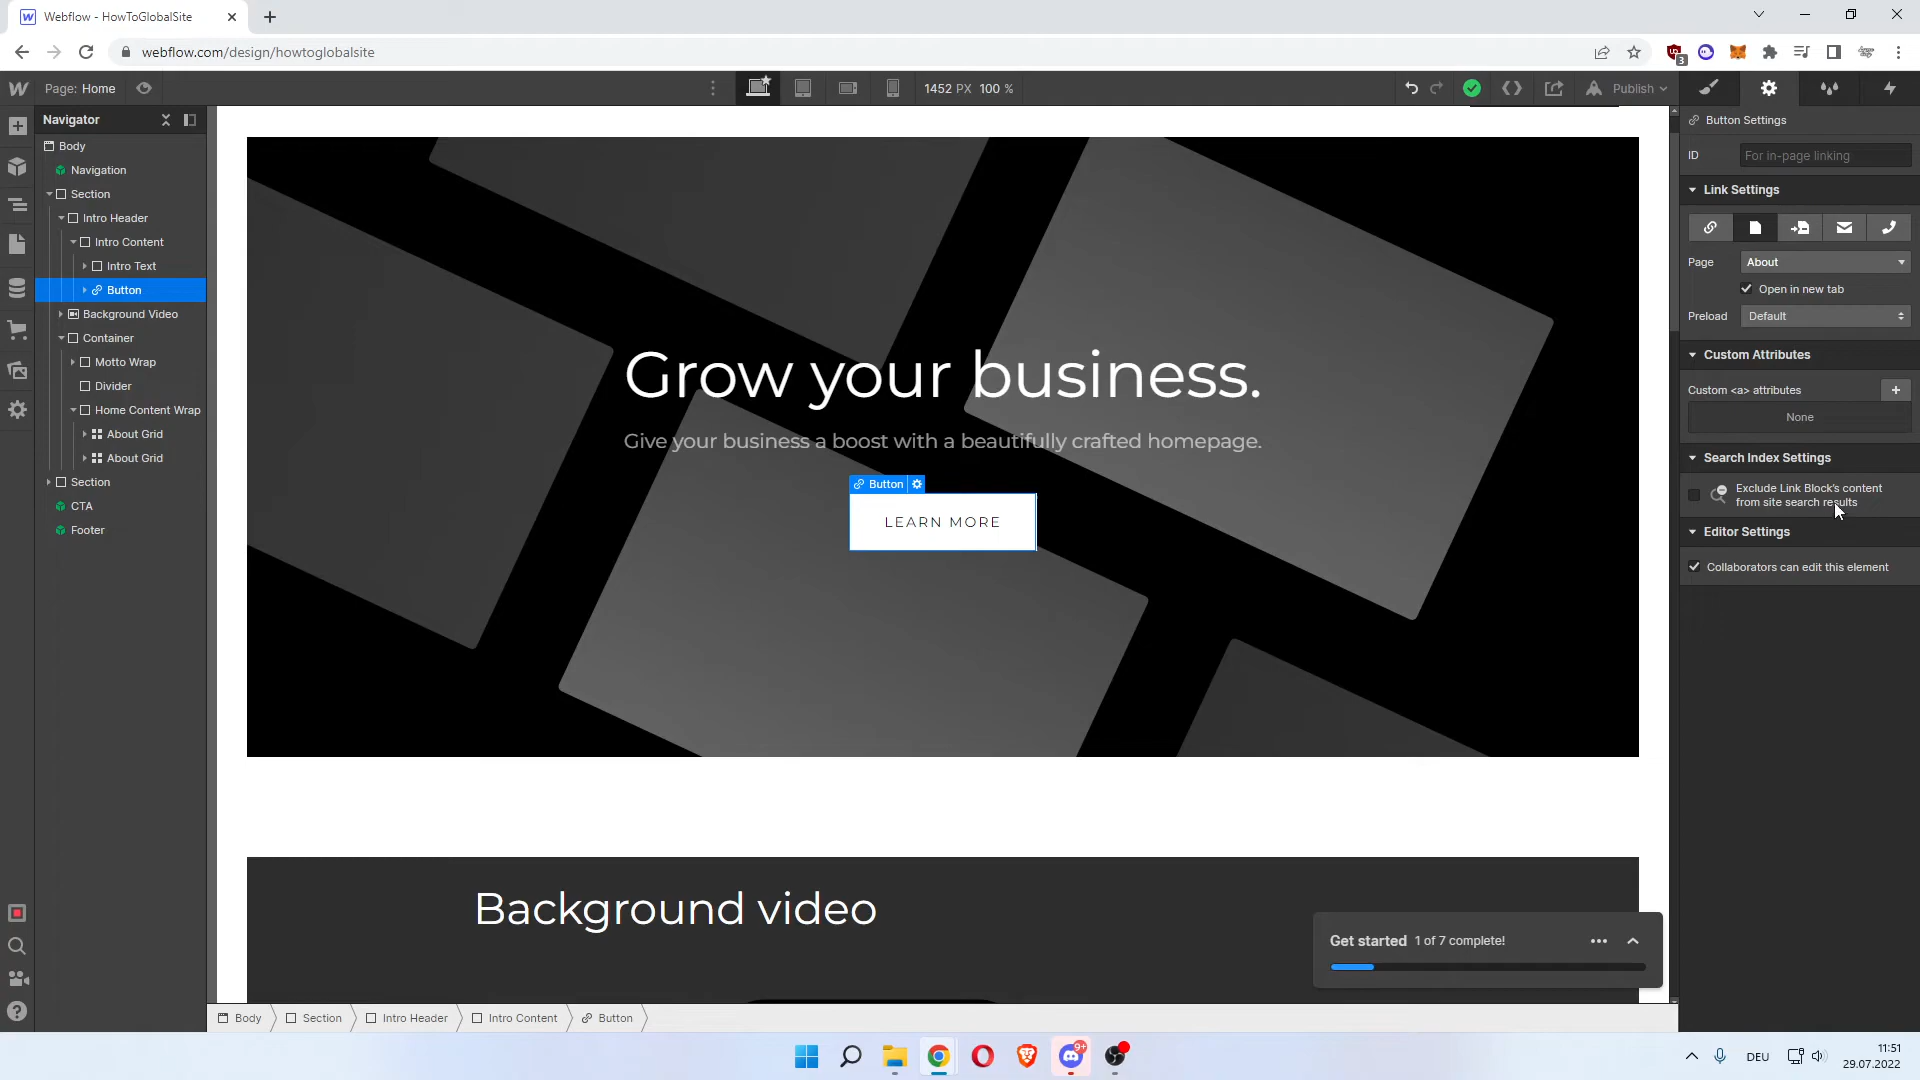 Webflow - HowToGlobalSite
webflow.com/design/howtoglobalsite
3
Page: Home
1452 PX 100 %
Publish
Navigator
Body
Navigation
Section
Intro Header
Intro Content
Intro Text
Button
Background Video
Container
Motto Wrap
Divider
Home Content Wrap
About Grid
About Grid
Section
CTA
Footer
Grow your business.
Give your business a boost with a beautifully crafted homepage.
Button
LEARN MORE
Background video
Get started 1 of 7 complete!
Button Settings
ID For in-page linking
Link Settings
Page About
Open in new tab
Preload Default
Custom Attributes
Custom <a> attributes
None
Search Index Settings
Exclude Link Block's content
from site search results
Editor Settings
Collaborators can edit this element
Body Section Intro Header Intro Content Button
9+
DEU
11:51
29.07.2022